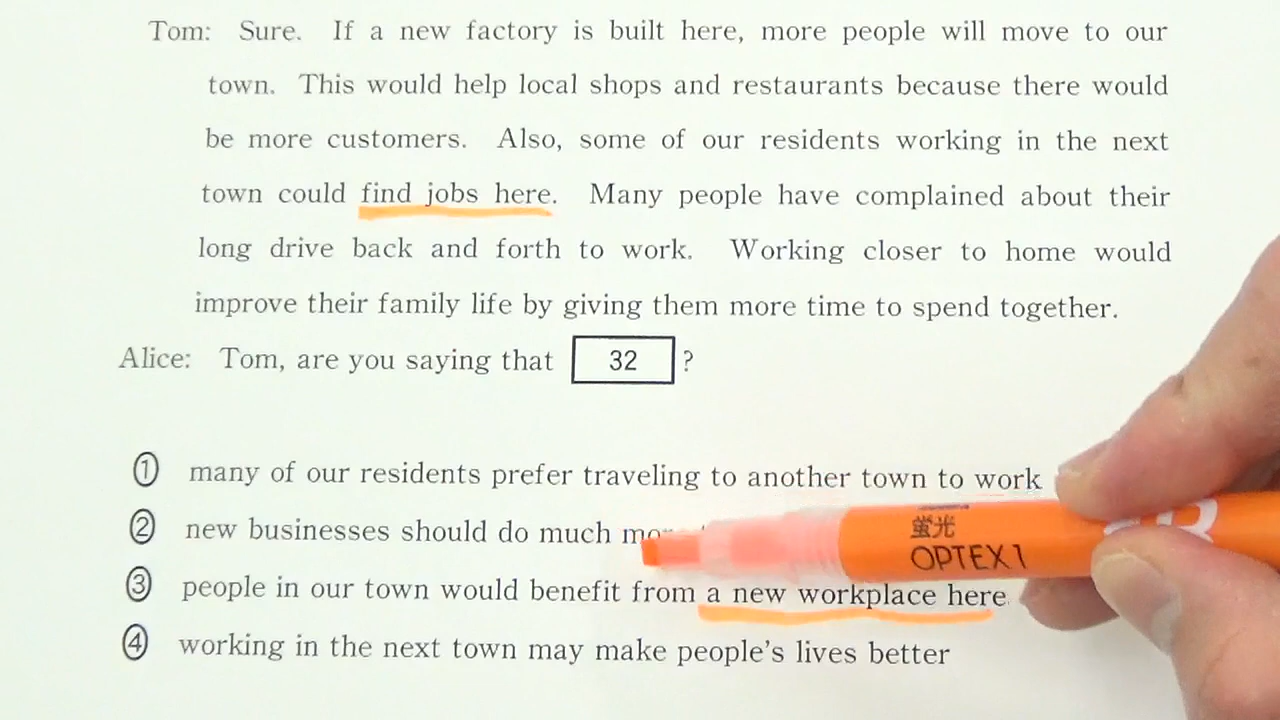 Tom: Sure. If a new factory is built here, more people will move to our
town. This would help local shops and restaurants because there would
be more customers. Also, some of our residents working in the next
town could find jobs here. Many people have complained about their
long drive back and forth to work. Working closer to home would
improve their family life by giving them more time to spend together.
Alice: Tom, are you saying that 32 ?
① many of our residents prefer traveling to another town to work
② new businesses should do much
③ people in our town would benefit from a new workplace here
④ working in the next town may make people's lives better
蛍光
OPTEX 1